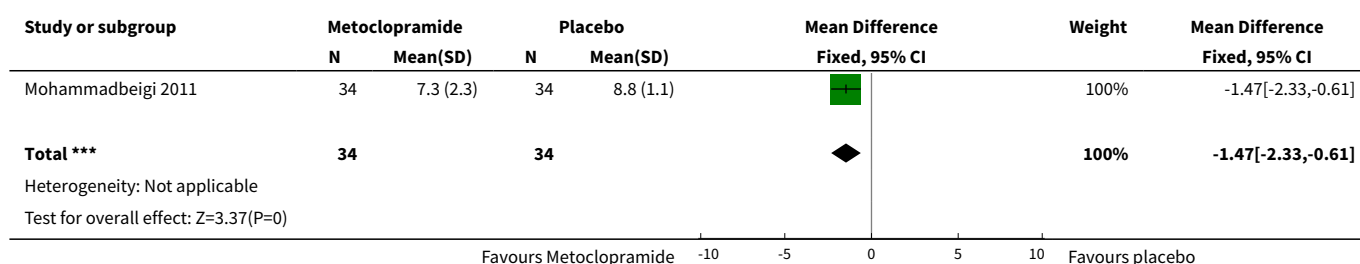 Study or subgroup Metoclopramide Placebo Mean Difference Weight Mean Difference
N Mean(SD) N Mean(SD) Fixed, 95% CI Fixed, 95% CI
Mohammadbeigi 2011 34 7.3 (2.3) 34 8.8 (1.1) 100% -1.47[-2.33,-0.61]
Total *** 34 34 100% -1.47[-2.33,-0.61]
Heterogeneity: Not applicable
Test for overall effect: Z=3.37(P=0)
Favours Metoclopramide -10 -5 0 5 10 Favours placebo